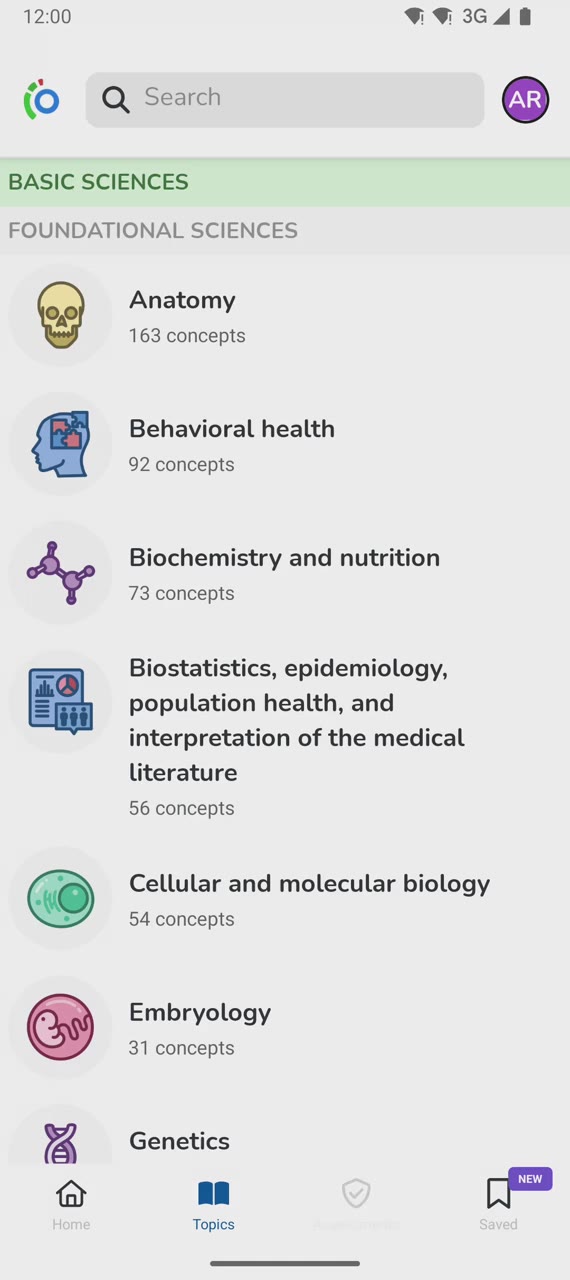 12:00
3G
Search
AR
BASIC SCIENCES
FOUNDATIONAL SCIENCES
Anatomy
163 concepts
Behavioral health
92 concepts
Biochemistry and nutrition
73 concepts
Biostatistics, epidemiology,
population health, and
interpretation of the medical
literature
56 concepts
Cellular and molecular biology
54 concepts
Embryology
31 concepts
Genetics
NEW
Home
Topics
Saved